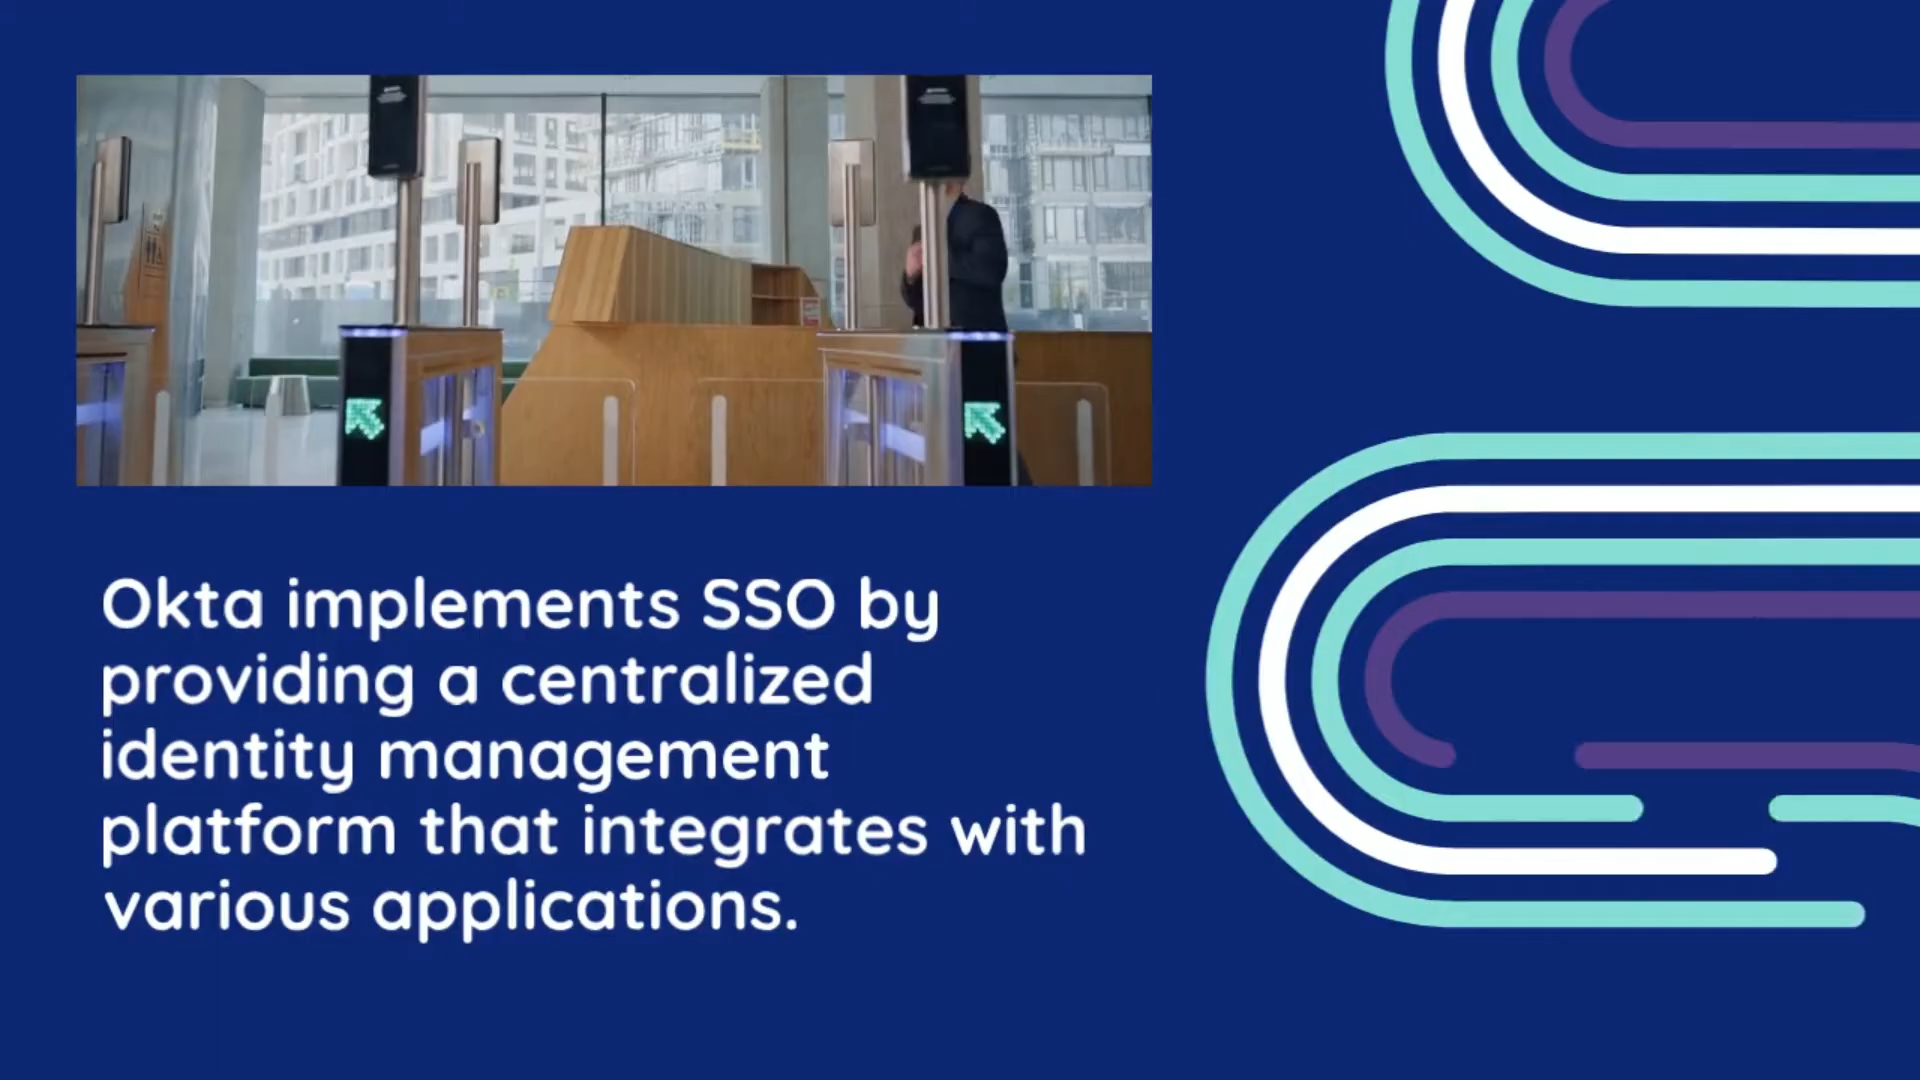 Okta implements SSO by
providing a centralized
identity management
platform that integrates with
various applications.